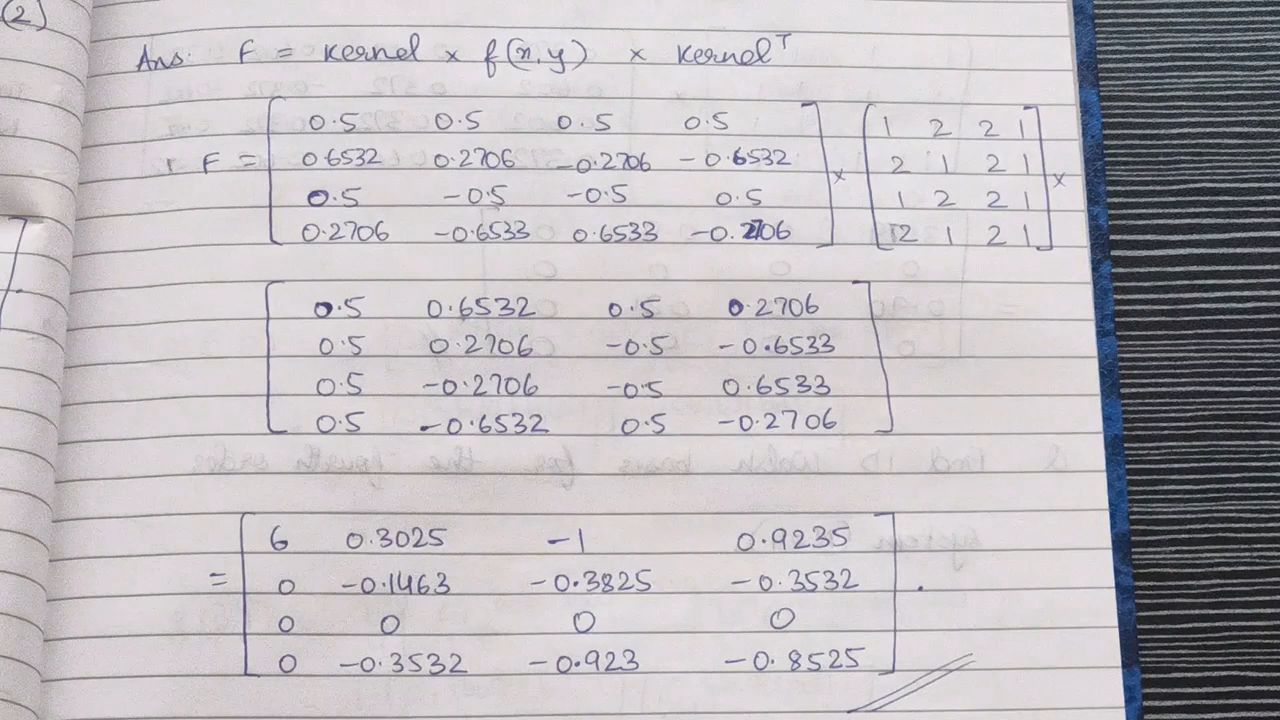 (2)
Ans: F = kernel × f(x,y) × kernelᵀ
F = [ 0.5 0.5 0.5 0.5 ] × [ 1 2 2 1 ] ×
0.6532 0.2706 -0.2706 -0.6532 2 1 2 1
0.5 -0.5 -0.5 0.5 1 2 2 1
0.2706 -0.6533 0.6533 -0.2706 2 1 2 1
0.5 0.6532 0.5 0.2706
0.5 0.2706 -0.5 -0.6533
0.5 -0.2706 -0.5 0.6533
0.5 -0.6532 0.5 -0.2706
= [ 6 0.3025 -1 0.9235 ] .
0 -0.1463 -0.3825 -0.3532
0 0 0 0
0 -0.3532 -0.923 -0.8525